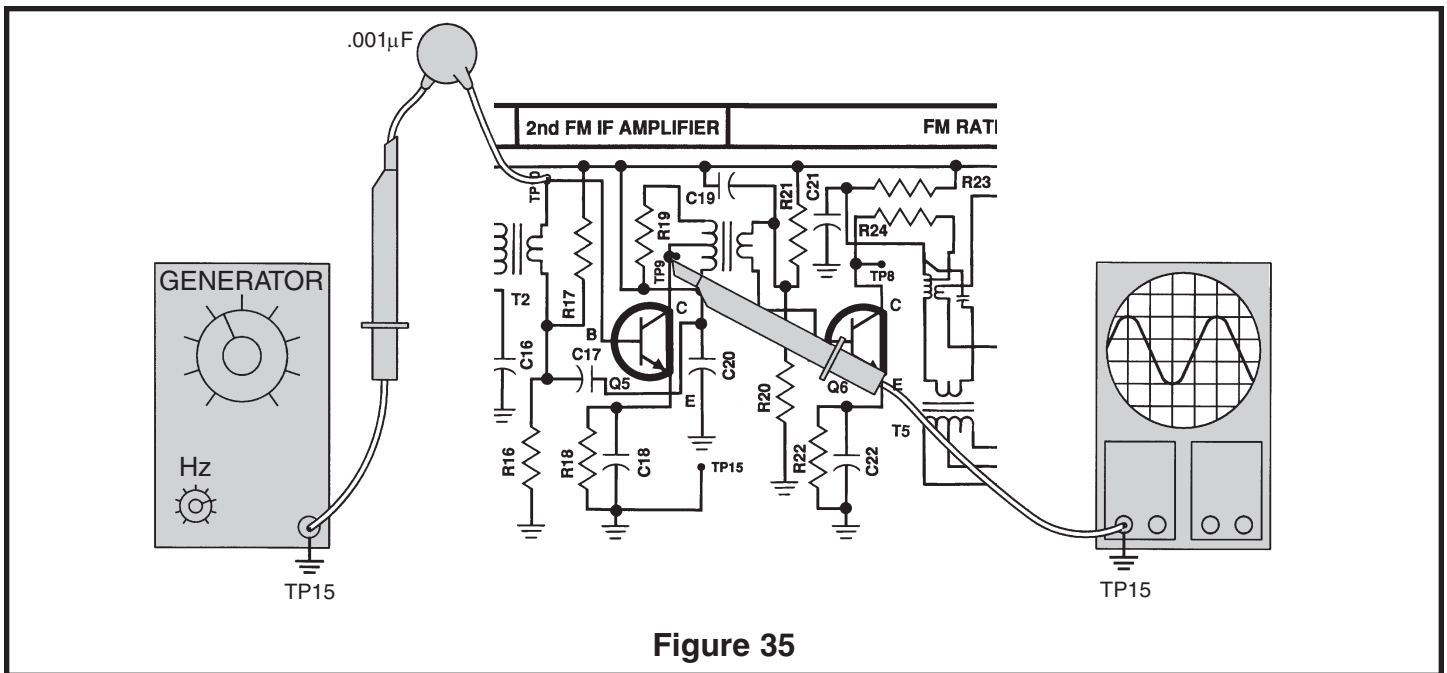 .001µF
2nd FM IF AMPLIFIER
FM RATI
R23
C19
R21
C21
R19
R24
TP9
TP8
T2
R17
C
C
B
C16
C17
C20
Q5
Q6
E
E
R20
T5
R16
R18
C18
TP15
R22
C22
GENERATOR
Hz
TP15
TP15
Figure 35